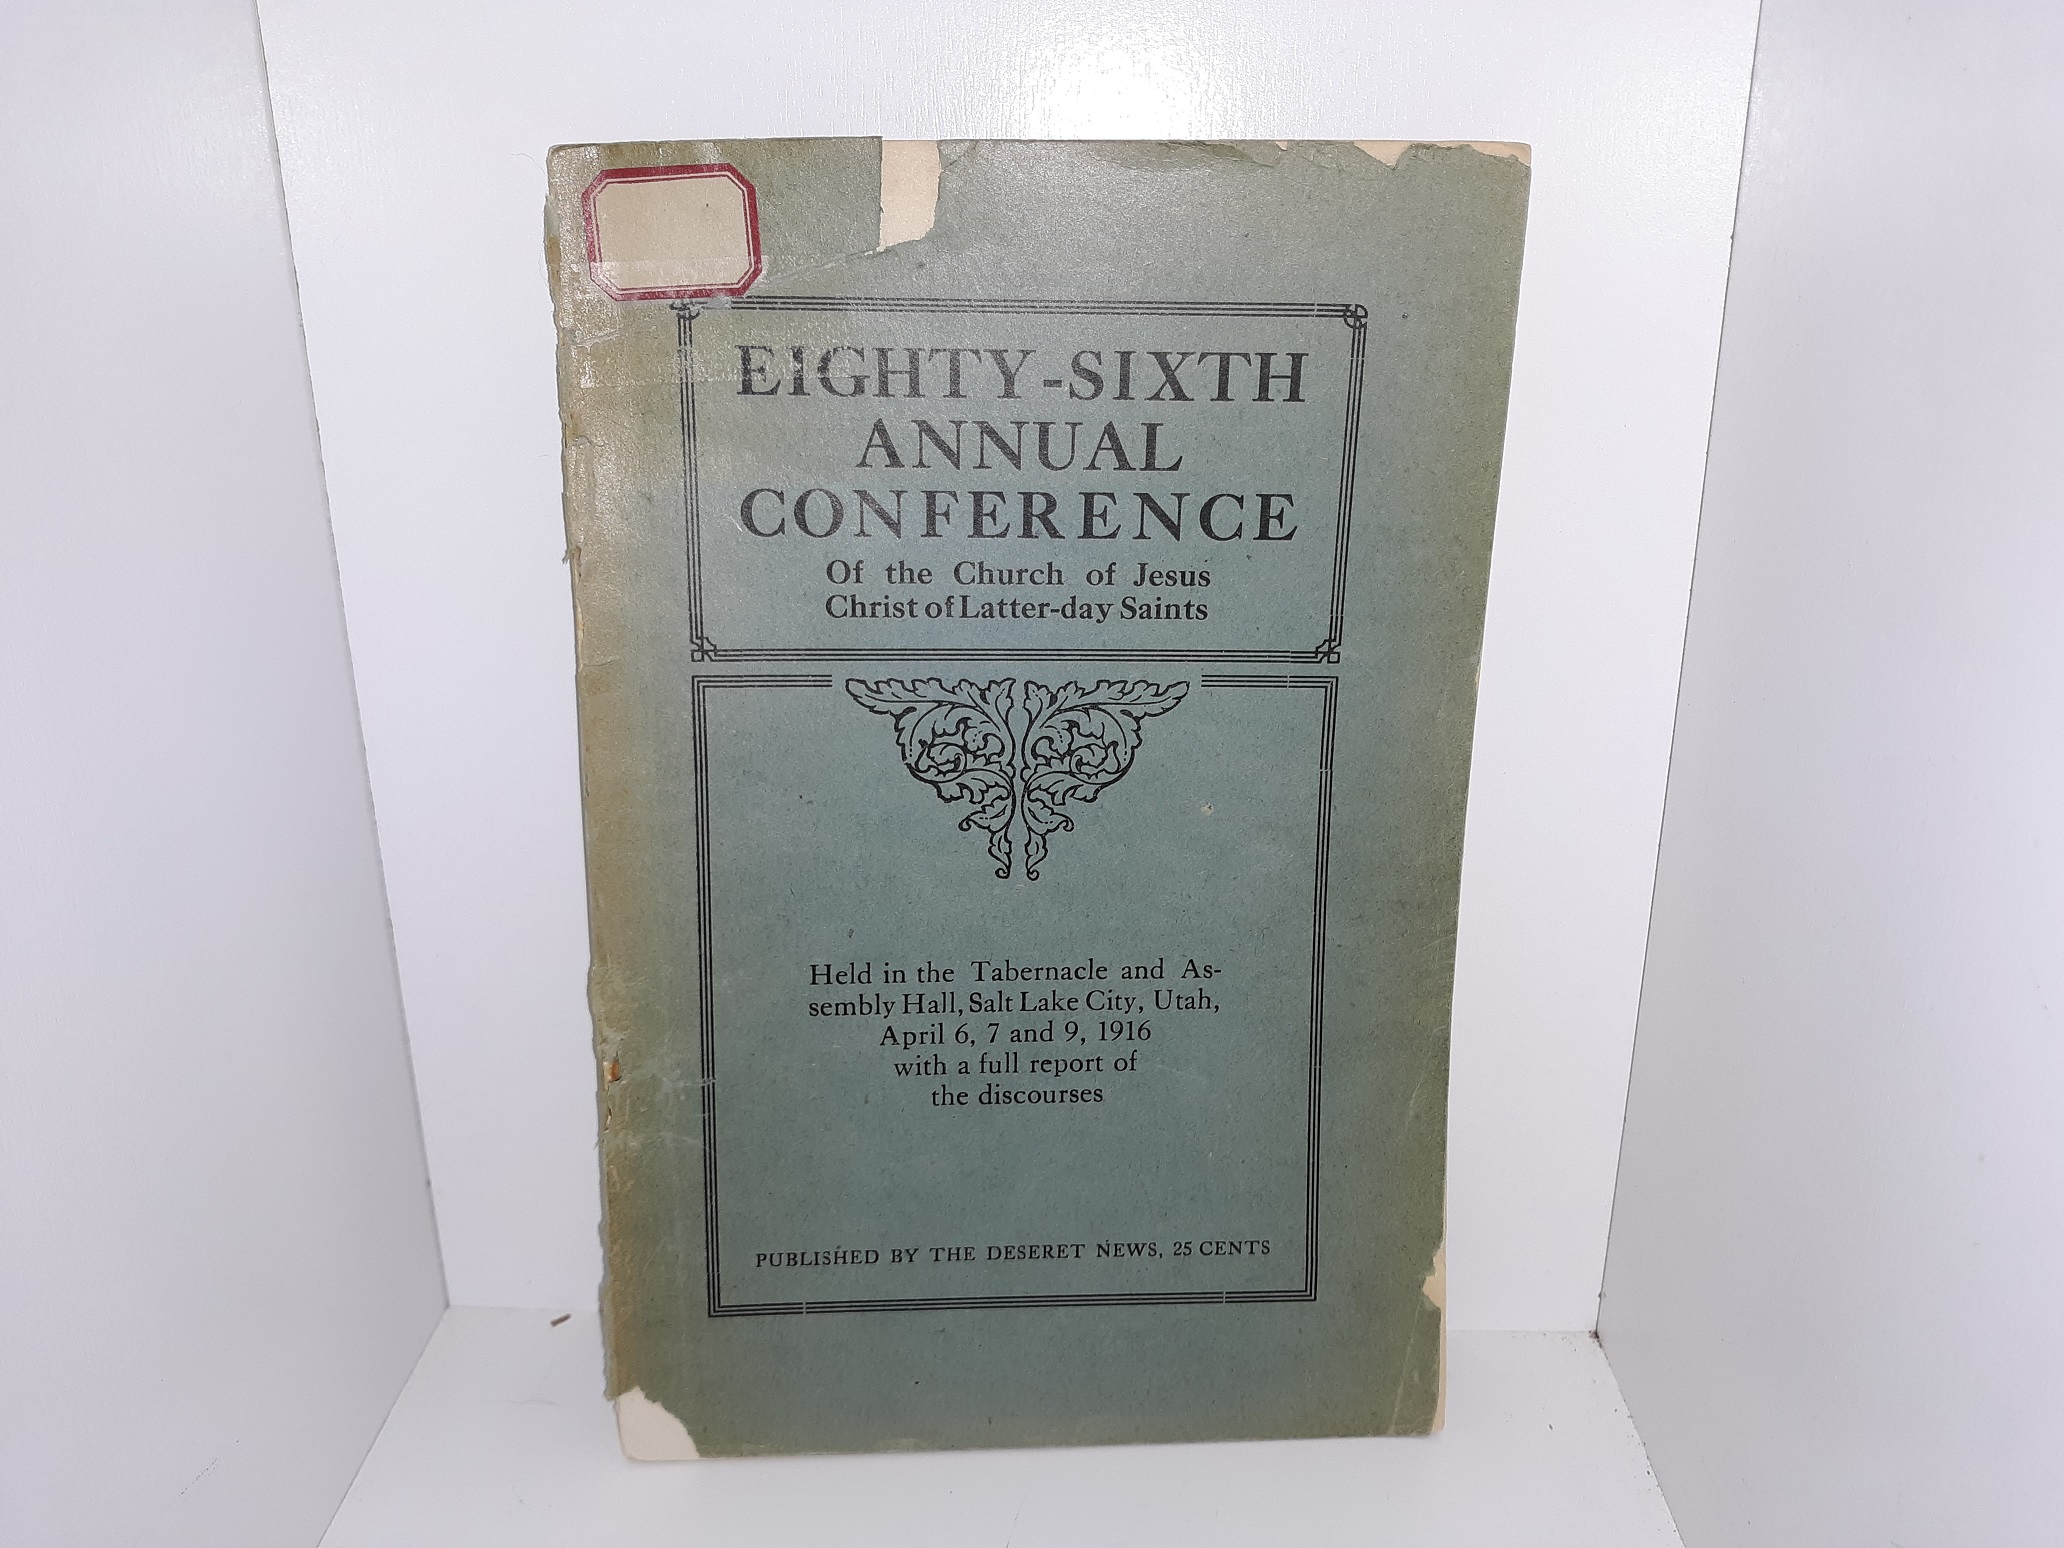 EIGHTY-SIXTH
ANNUAL
CONFERENCE
Of the Church of Jesus
Christ of Latter-day Saints
Held in the Tabernacle and As-
sembly Hall, Salt Lake City, Utah,
April 6, 7 and 9, 1916
with a full report of
the discourses
PUBLISHED BY THE DESERET NEWS, 25 CENTS